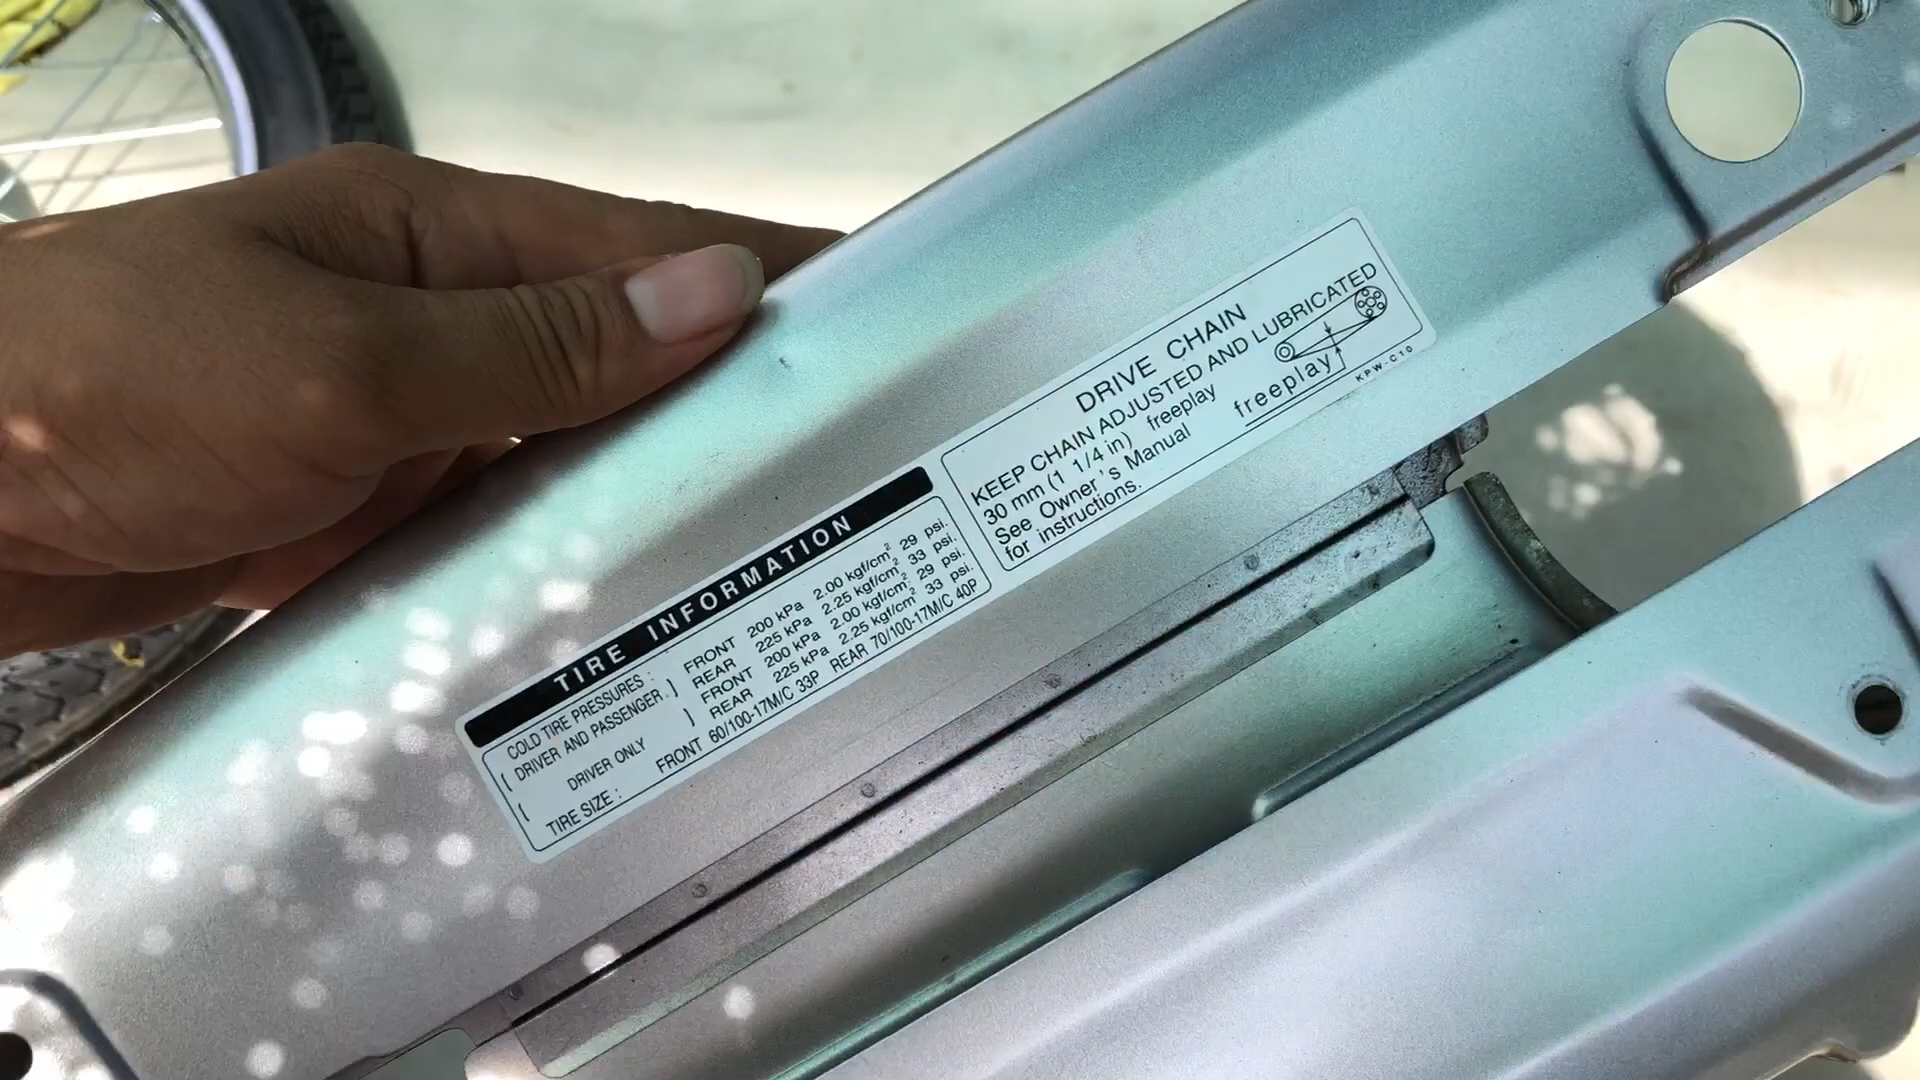 TIRE INFORMATION
COLD TIRE PRESSURES :
( DRIVER AND PASSENGER . ) FRONT 200 kPa 2.00 kgf/cm² 29 psi.
REAR 225 kPa 2.25 kgf/cm² 33 psi.
( DRIVER ONLY ) FRONT 200 kPa 2.00 kgf/cm² 29 psi.
REAR 225 kPa 2.25 kgf/cm² 33 psi.
TIRE SIZE : FRONT 60/100-17M/C 33P REAR 70/100-17M/C 40P
DRIVE CHAIN
KEEP CHAIN ADJUSTED AND LUBRICATED
30 mm (1 1/4 in) freeplay
See Owner's Manual
for instructions.
freeplay
KPW-C10